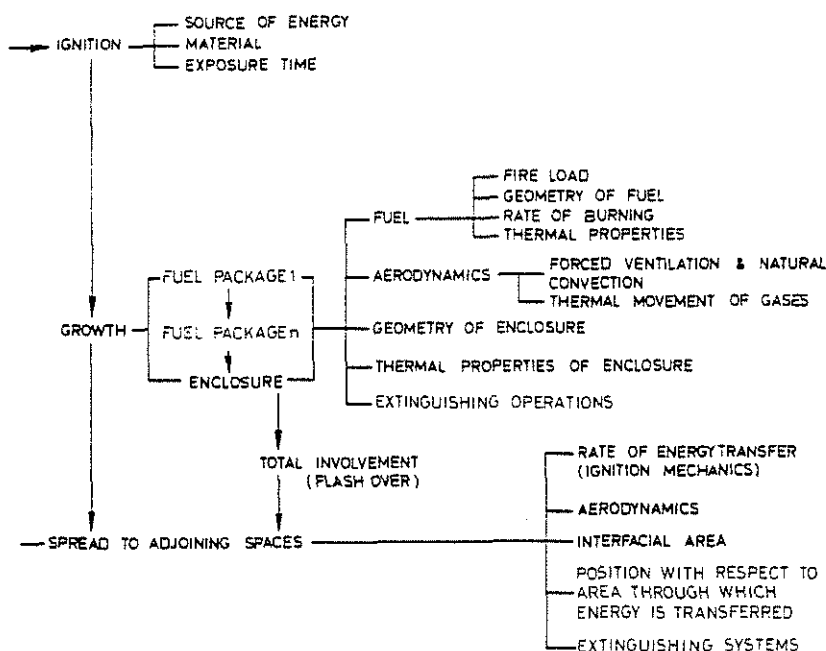 SOURCE OF ENERGY
IGNITION
MATERIAL
EXPOSURE TIME
FIRE LOAD
GEOMETRY OF FUEL
FUEL
RATE OF BURNING
THERMAL PROPERTIES
FUEL PACKAGE 1
AERODYNAMICS
FORCED VENTILATION & NATURAL
CONVECTION
THERMAL MOVEMENT OF GASES
GROWTH
FUEL PACKAGE n
GEOMETRY OF ENCLOSURE
ENCLOSURE
THERMAL PROPERTIES OF ENCLOSURE
EXTINGUISHING OPERATIONS
TOTAL INVOLVEMENT
(FLASH OVER)
RATE OF ENERGY TRANSFER
(IGNITION MECHANICS)
AERODYNAMICS
SPREAD TO ADJOINING SPACES
INTERFACIAL AREA
POSITION WITH RESPECT TO
AREA THROUGH WHICH
ENERGY IS TRANSFERRED
EXTINGUISHING SYSTEMS